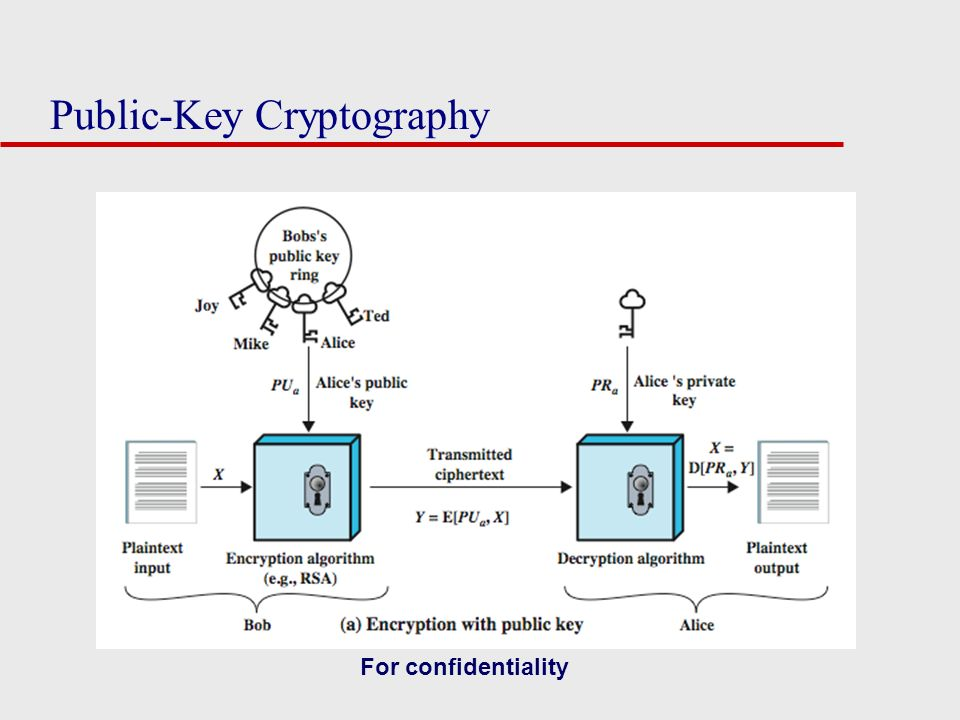 Public-Key Cryptography
Bobs's
public key
ring
Joy
Mike
Alice
Ted
PUa
Alice's public
key
PRa
Alice 's private
key
X
Transmitted
ciphertext
Y = E[PUa, X]
X =
D[PRa, Y]
Plaintext
input
Encryption algorithm
(e.g., RSA)
Decryption algorithm
Plaintext
output
Bob
(a) Encryption with public key
Alice
For confidentiality